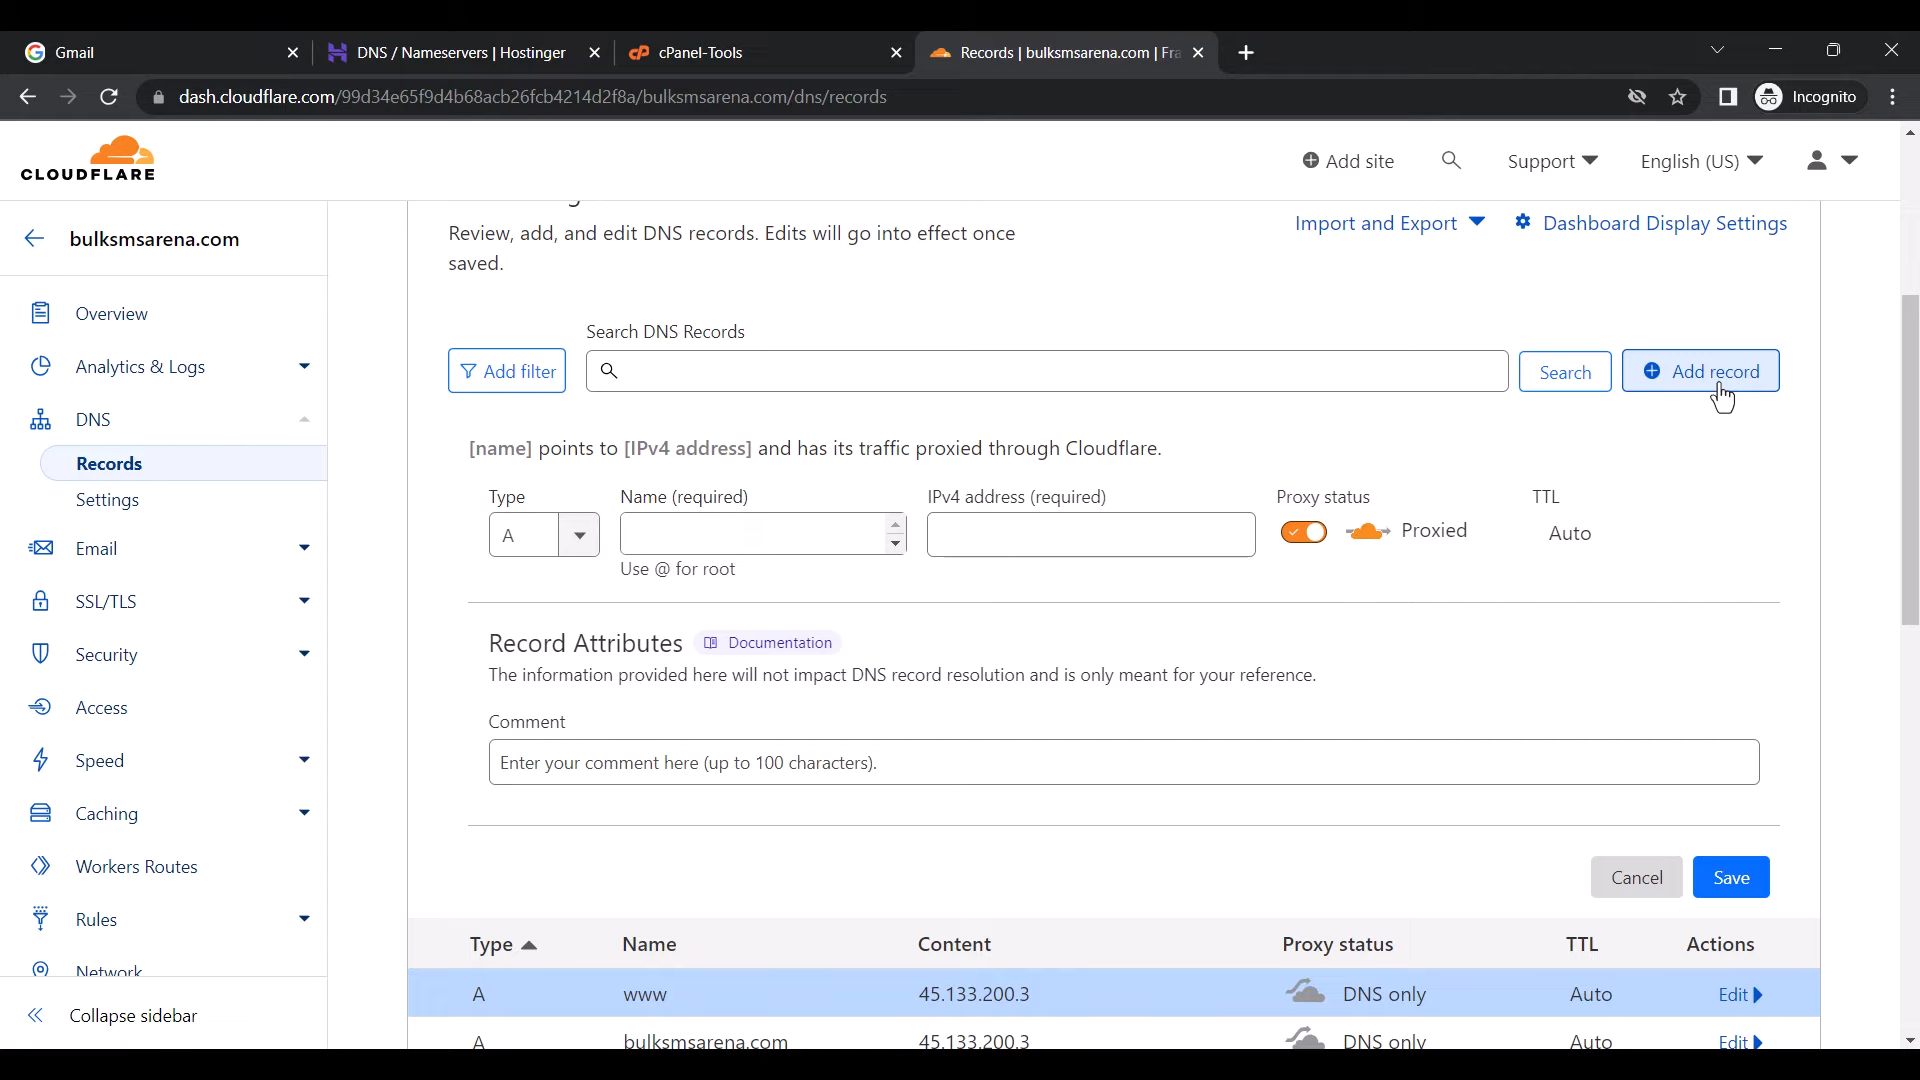 Gmail
DNS / Nameservers | Hostinger
cPanel-Tools
Records | bulksmsarena.com | Fra
dash.cloudflare.com/99d34e65f9d4b68acb26fcb4214d2f8a/bulksmsarena.com/dns/records
Incognito
CLOUDFLARE
Add site
Support
English (US)
bulksmsarena.com
Overview
Analytics & Logs
DNS
Records
Settings
Email
SSL/TLS
Security
Access
Speed
Caching
Workers Routes
Rules
Network
Collapse sidebar
Review, add, and edit DNS records. Edits will go into effect once
saved.
Import and Export
Dashboard Display Settings
Search DNS Records
Add filter
Search
Add record
[name] points to [IPv4 address] and has its traffic proxied through Cloudflare.
Type
Name (required)
IPv4 address (required)
Proxy status
TTL
A
Proxied
Auto
Use @ for root
Record Attributes
Documentation
The information provided here will not impact DNS record resolution and is only meant for your reference.
Comment
Enter your comment here (up to 100 characters).
Cancel
Save
Type Name Content Proxy status TTL Actions
A www 45.133.200.3 DNS only Auto Edit
A bulksmsarena.com 45.133.200.3 DNS only Auto Edit